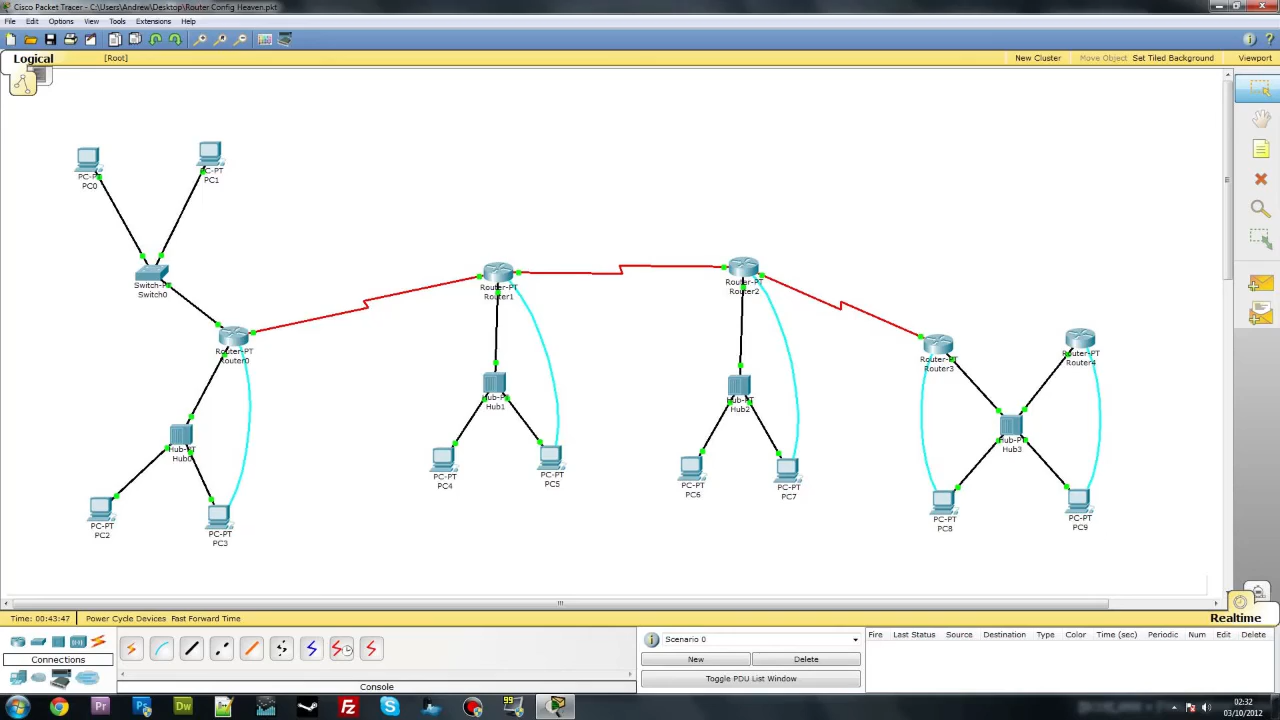 Cisco Packet Tracer - C:\Users\Andrew\Desktop\Router Config Heaven.pkt
File Edit Options View Tools Extensions Help
Logical [Root] New Cluster Move Object Set Tiled Background Viewport
PC-PT
PC0
PC-PT
PC1
Switch-PT
Switch0
Router-PT
Router0
Hub-PT
Hub0
PC-PT
PC2
PC-PT
PC3
Router-PT
Router1
Hub-PT
Hub1
PC-PT
PC4
PC-PT
PC5
Router-PT
Router2
Hub-PT
Hub2
PC-PT
PC6
PC-PT
PC7
Router-PT
Router3
Router-PT
Router4
Hub-PT
Hub3
PC-PT
PC8
PC-PT
PC9
Time: 00:43:47 Power Cycle Devices Fast Forward Time Realtime
Connections
Console
Scenario 0
New Delete
Toggle PDU List Window
Fire Last Status Source Destination Type Color Time (sec) Periodic Num Edit Delete
Pr Ps Dw Fz 99
02:32
03/10/2012